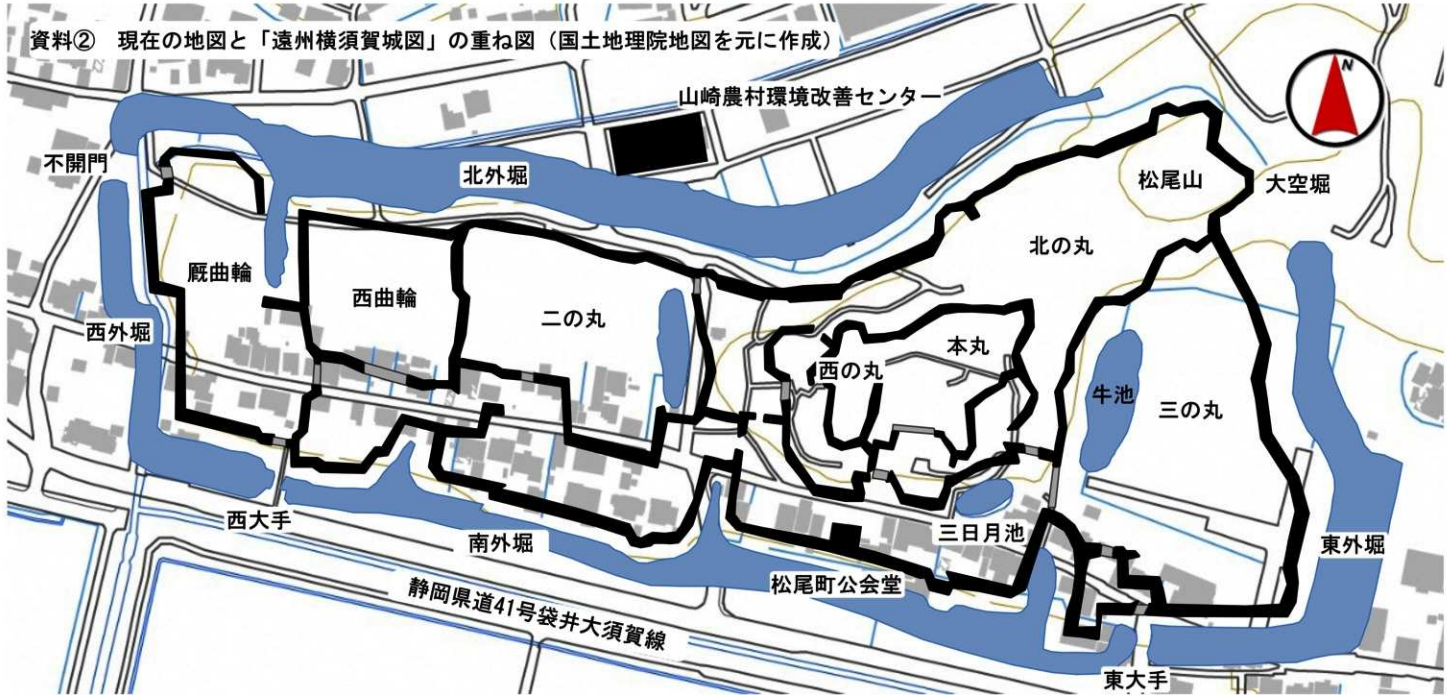 資料② 現在の地図と「遠州横須賀城図」の重ね図（国土地理院地図を元に作成）
N
山崎農村環境改善センター
不開門
北外堀
松尾山
大空堀
北の丸
厩曲輪
西曲輪
二の丸
西外堀
本丸
西の丸
牛池
三の丸
西大手
南外堀
三日月池
東外堀
松尾町公会堂
静岡県道41号袋井大須賀線
東大手